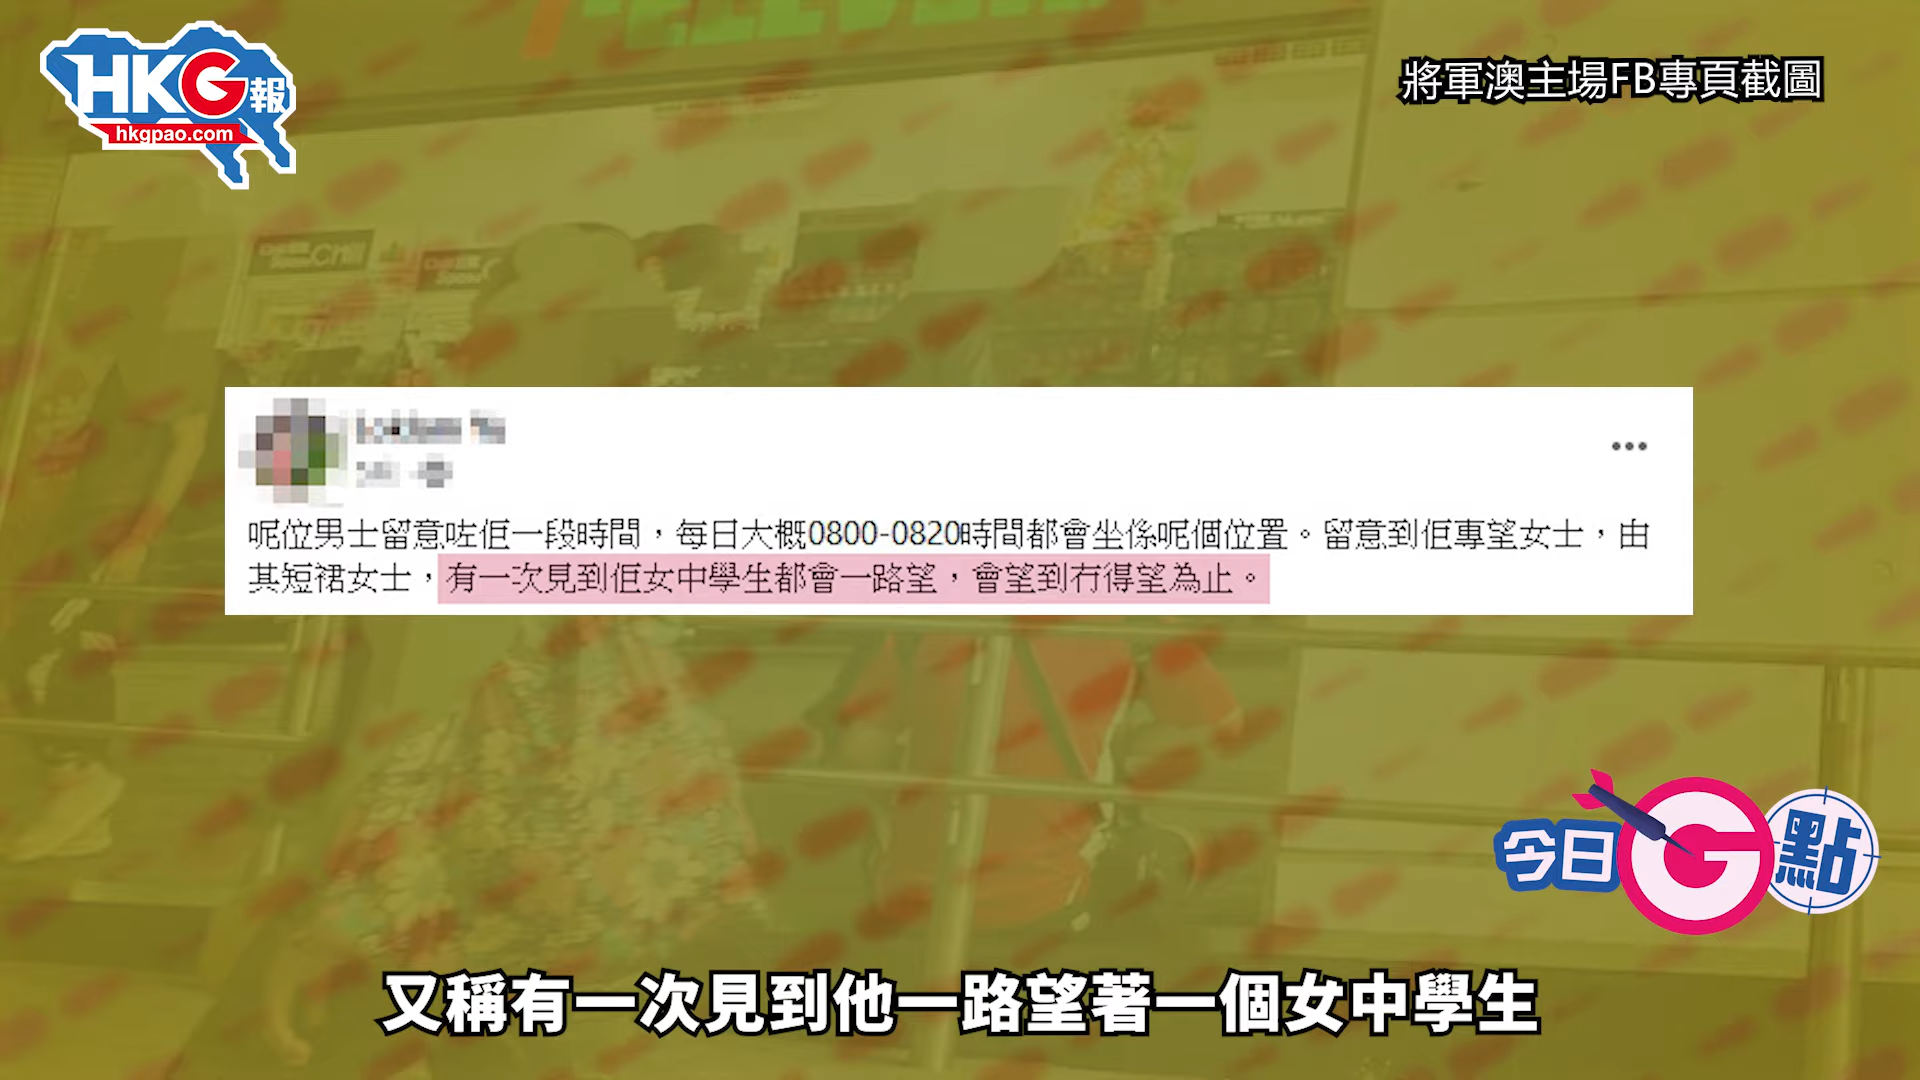 HKG報
hkgpao.com
將軍澳主場FB專頁截圖
呢位男士留意咗佢一段時間，每日大概0800-0820時間都會坐係呢個位置。留意到佢專望女士，由
其短裙女士，有一次見到佢女中學生都會一路望，會望到冇得望為止。
今日G點
又稱有一次見到他一路望著一個女中學生